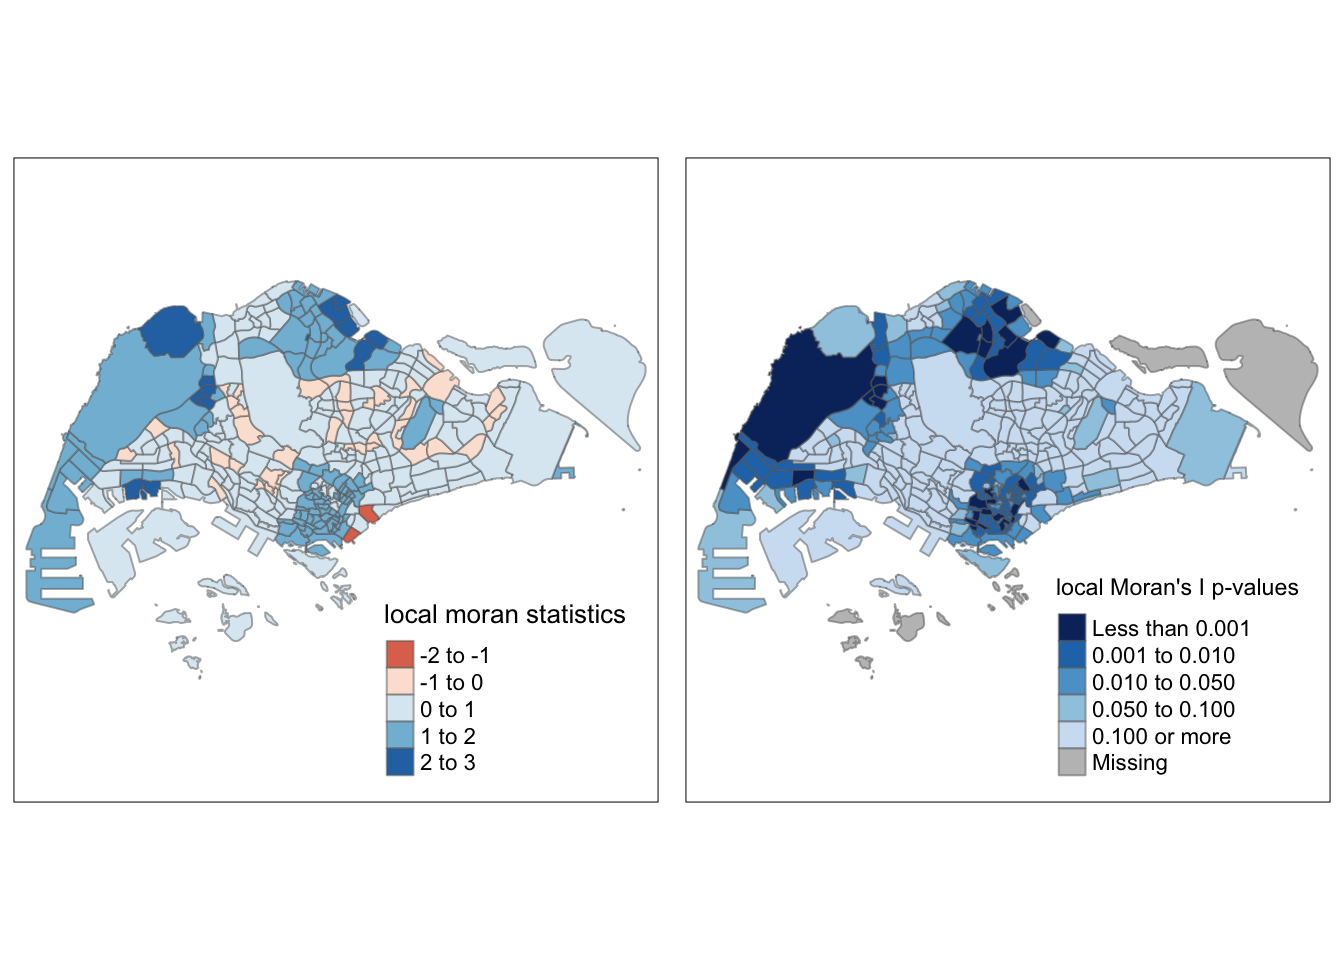 local moran statistics
-2 to -1
-1 to 0
0 to 1
1 to 2
2 to 3
local Moran's I p-values
Less than 0.001
0.001 to 0.010
0.010 to 0.050
0.050 to 0.100
0.100 or more
Missing